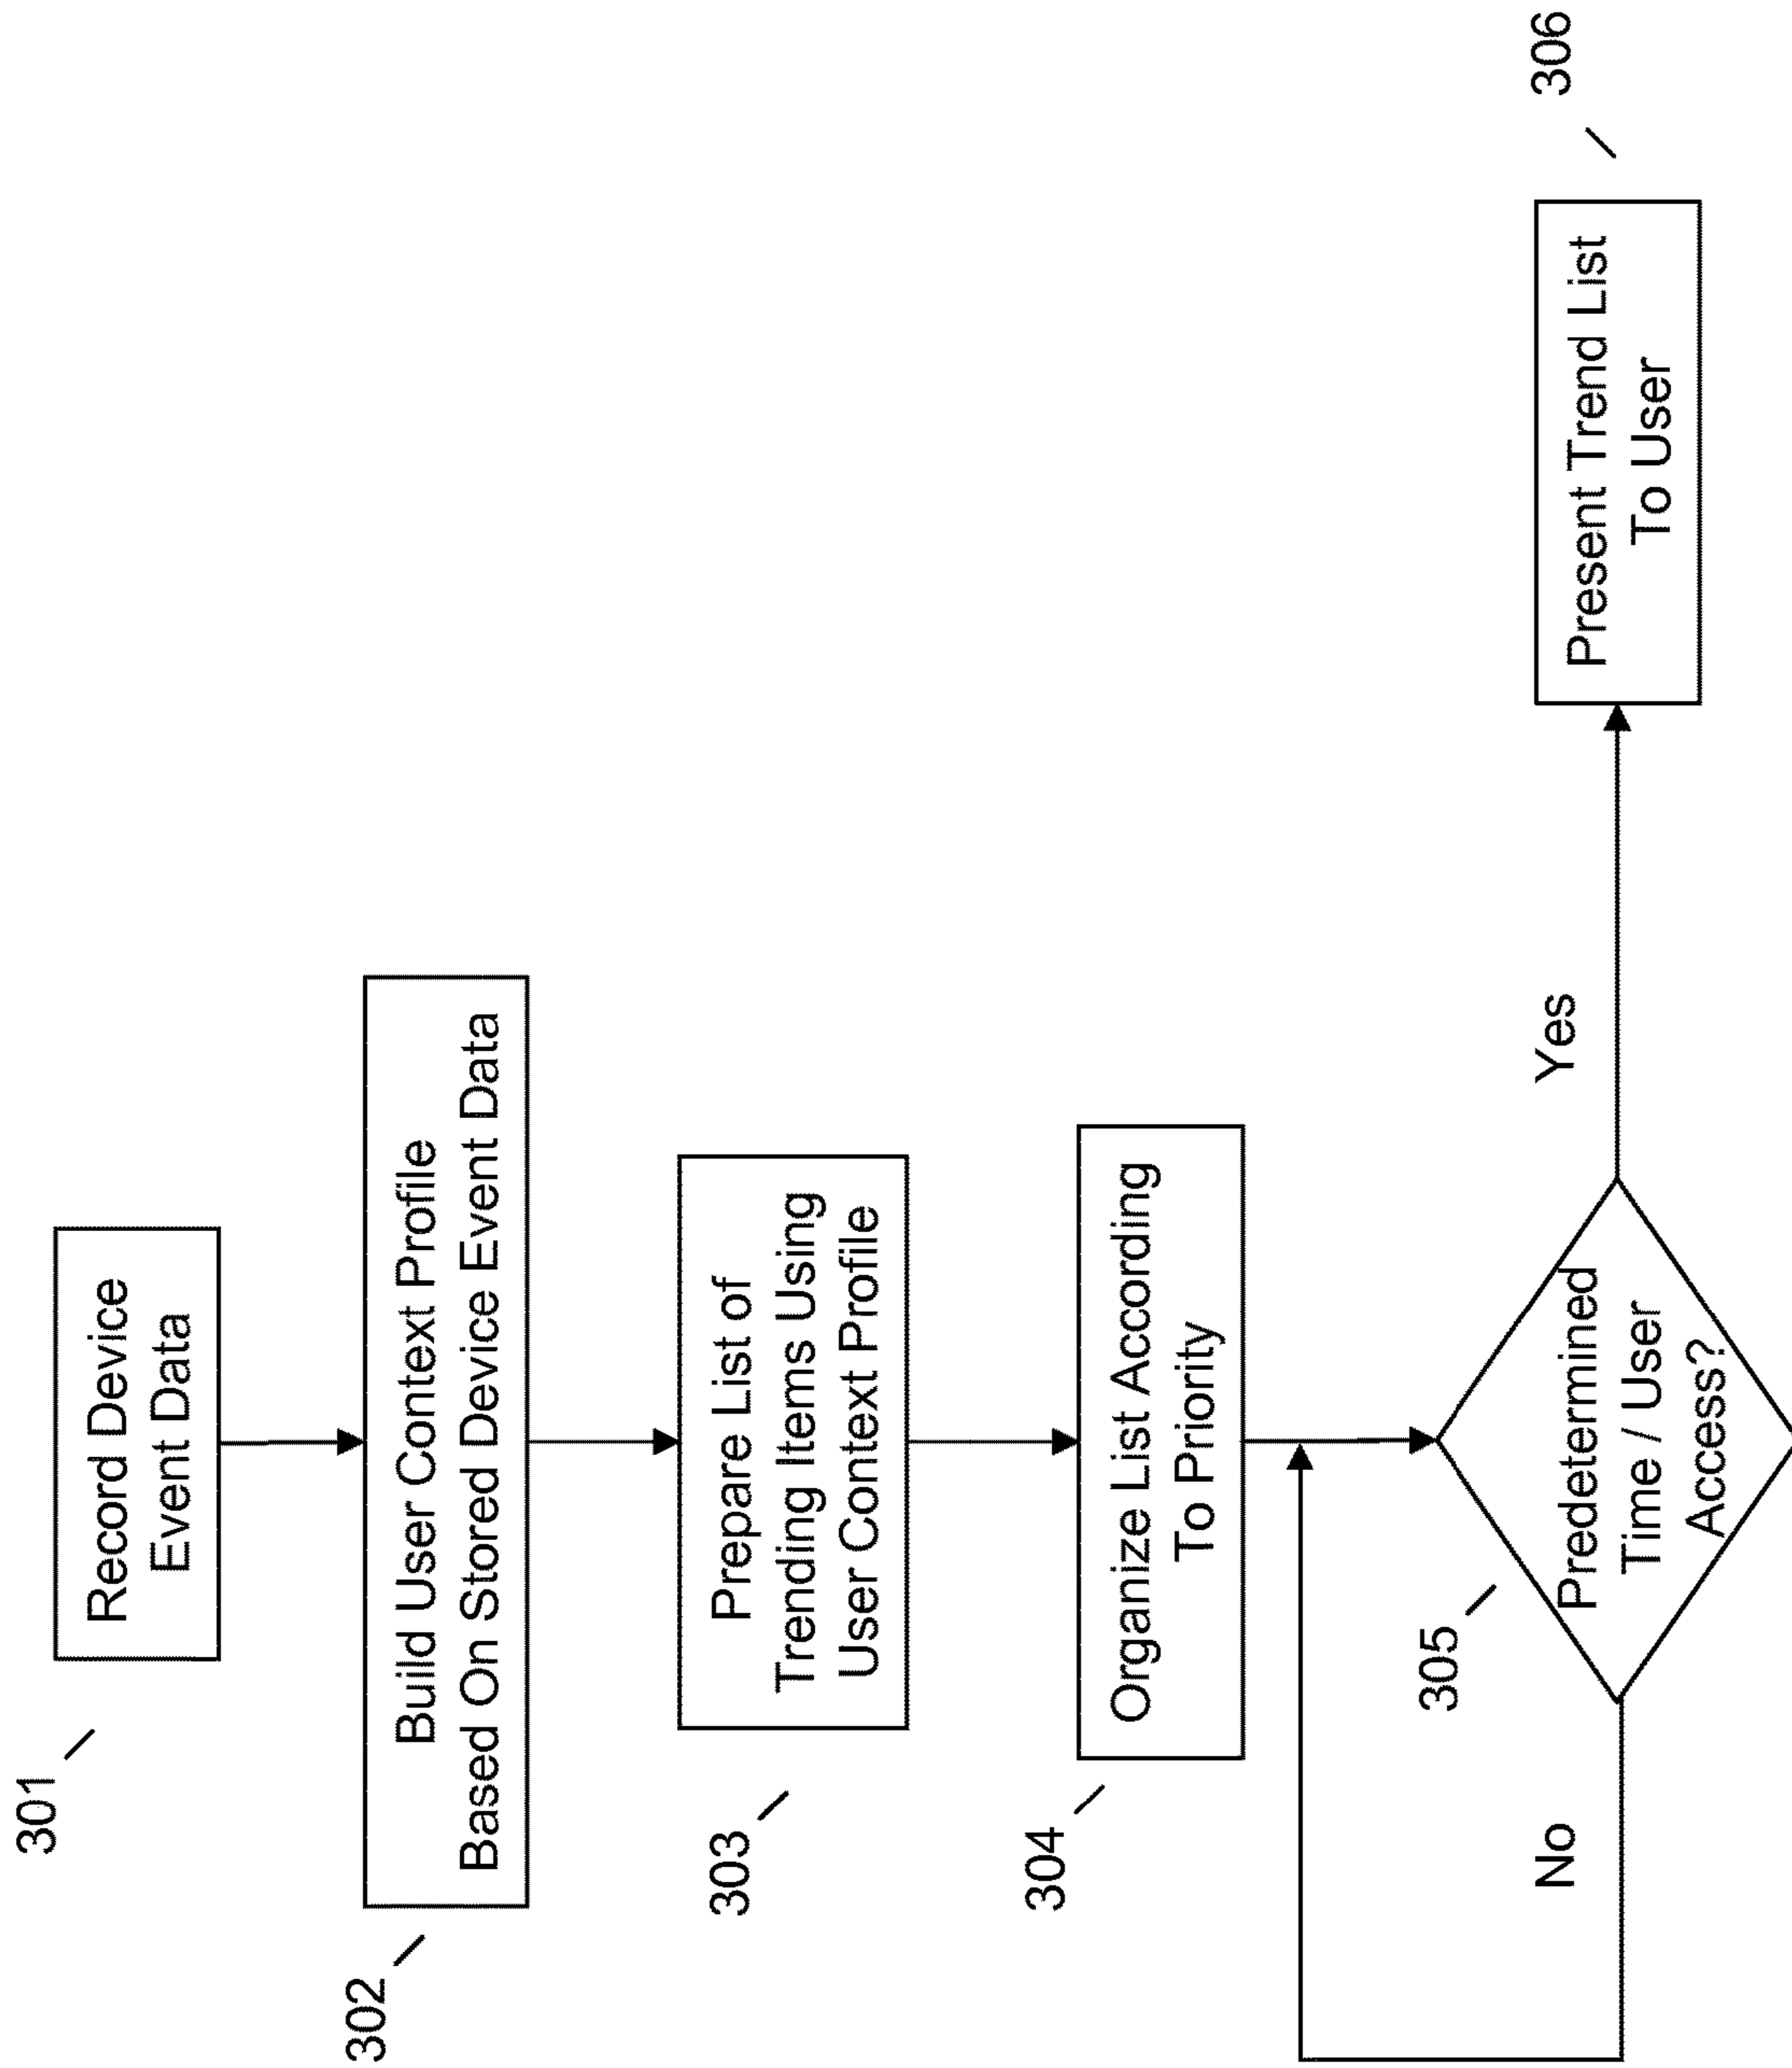 301
Record Device
Event Data
302
Build User Context Profile
Based On Stored Device Event Data
303
Prepare List of
Trending Items Using
User Context Profile
304
Organize List According
To Priority
305
Predetermined
Time / User
Access?
No
Yes
306
Present Trend List
To User